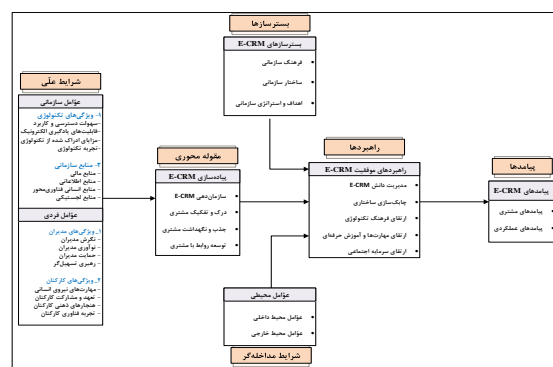 بسترسازها
بسترسازهای E-CRM
فرهنگ سازمانی
ساختار سازمانی
اهداف و استراتژی سازمانی
شرایط علّی
عوامل سازمانی
۱- ویژگی‌های تکنولوژی
- سهولت دسترسی و کاربرد
- قابلیت‌های یادگیری الکترونیک
- مزایای ادراک شده از تکنولوژی
- تجربه تکنولوژی
۲- منابع سازمانی
- منابع مالی
- منابع اطلاعاتی
- منابع انسانی فناوری‌محور
- منابع لجستیکی
عوامل فردی
۱_ ویژگی‌های مدیران
- نگرش مدیران
- نوآوری مدیران
- حمایت مدیران
- رهبری تسهیل‌گر
۲_ ویژگی‌های کارکنان
- مهارت‌های نیروی انسانی
- تعهد و مشارکت کارکنان
- هنجارهای ذهنی کارکنان
- تجربه فناوری کارکنان
مقوله محوری
پیاده‌سازی E-CRM
سازمان‌دهی E-CRM
درک و تفکیک مشتری
جذب و نگهداشت مشتری
توسعه روابط با مشتری
راهبردها
راهبردهای موفقیت E-CRM
مدیریت دانش E-CRM
چابک‌سازی ساختاری
ارتقای فرهنگ تکنولوژی
ارتقای مهارت‌ها و آموزش حرفه‌ای
ارتقای سرمایه اجتماعی
پیامدها
پیامدهای E-CRM
پیامدهای مشتری
پیامدهای عملکردی
عوامل محیطی
عوامل محیط داخلی
عوامل محیط خارجی
شرایط مداخله‌گر